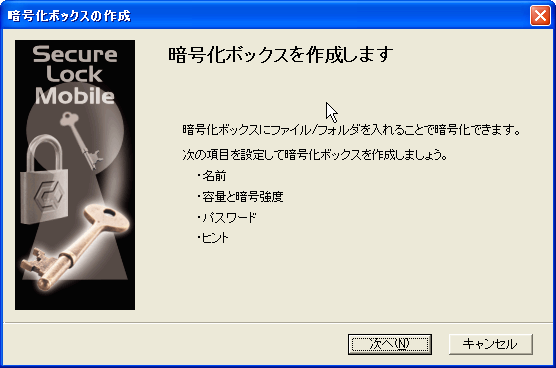 暗号化ボックスの作成
Secure
Lock
Mobile
暗号化ボックスを作成します
暗号化ボックスにファイル/フォルダを入れることで暗号化できます。
次の項目を設定して暗号化ボックスを作成しましょう。
・名前
・容量と暗号強度
・パスワード
・ヒント
次へ(N)
キャンセル